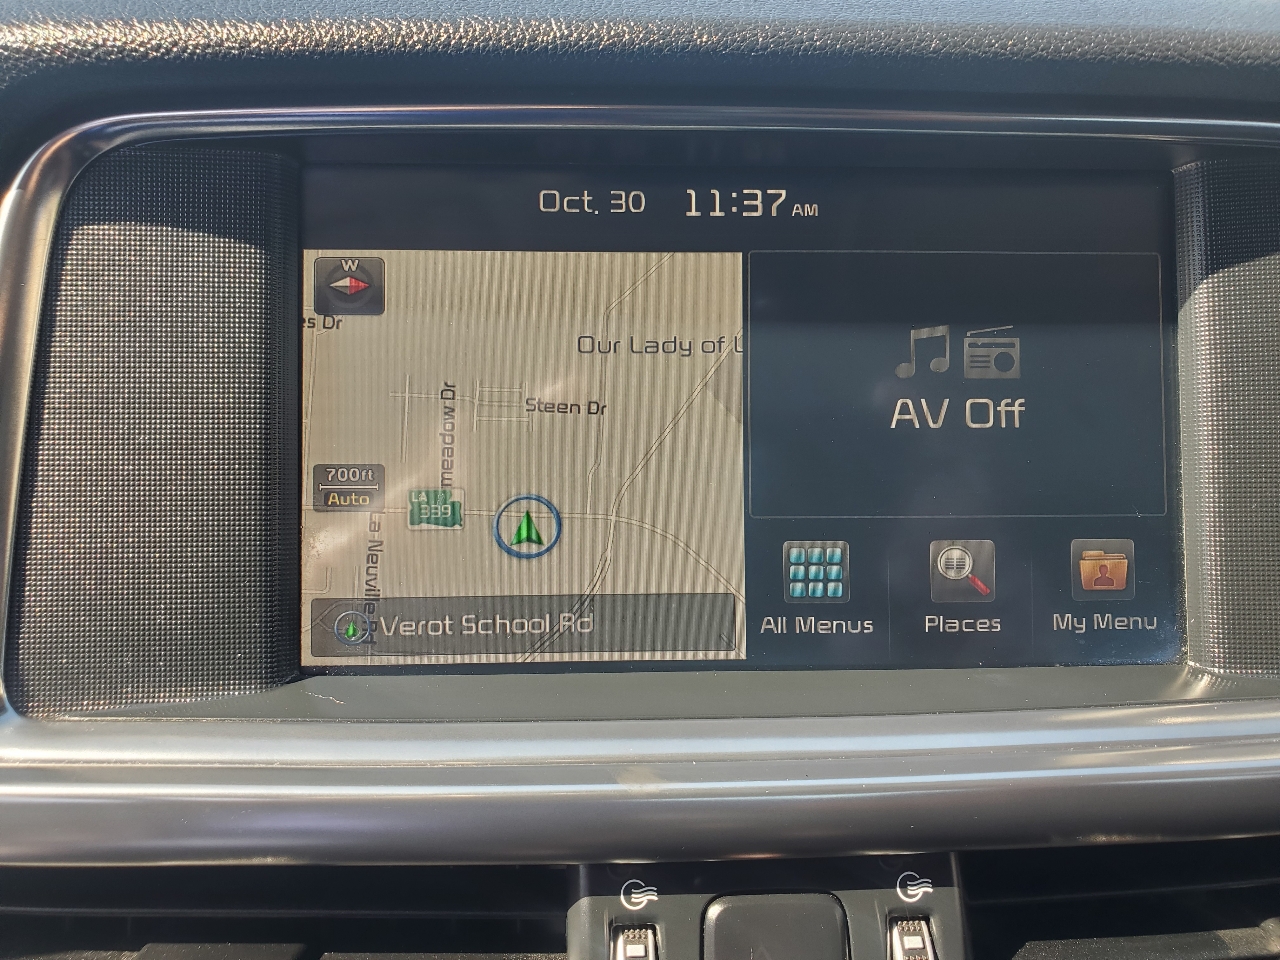 Oct. 30 11:37 AM
W
es Dr
Our Lady of L
meadow Dr
Steen Dr
700ft
Auto
LA
339
La Neuville Rd
Verot School Rd
AV Off
All Menus
Places
My Menu